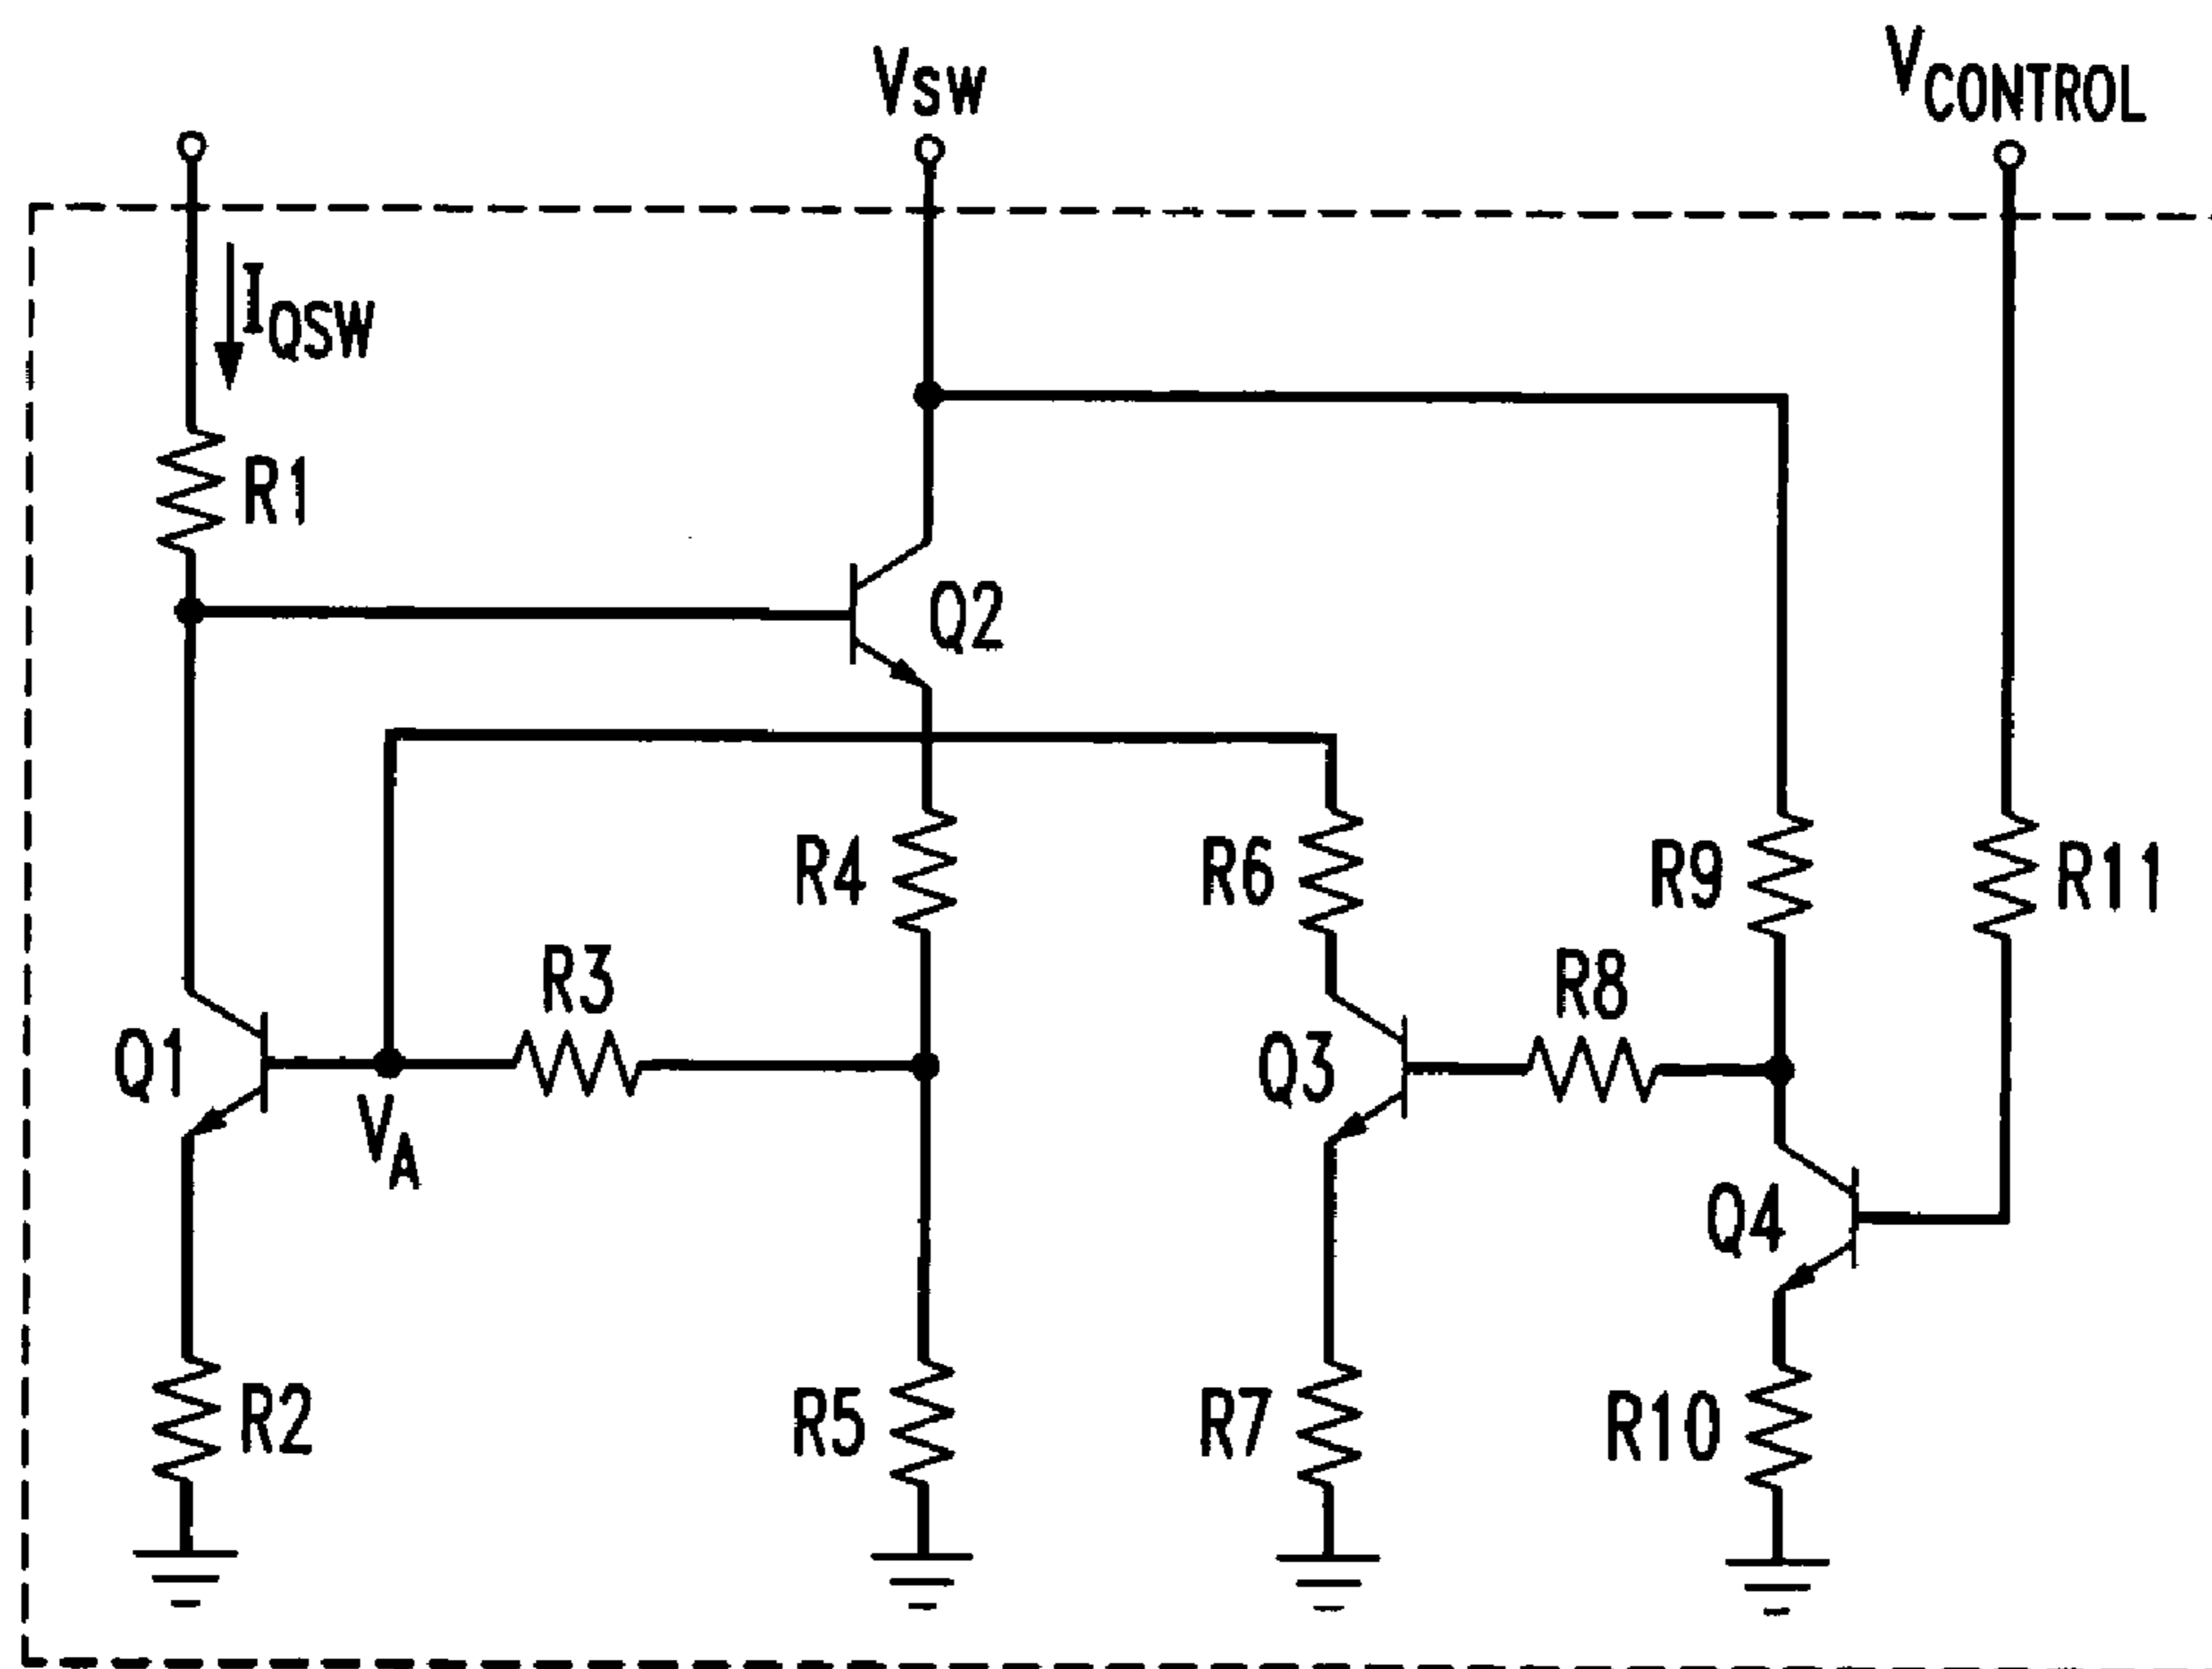 VSW
VCONTROL
IQSW
R1
Q2
R4
R6
R9
R11
R3
R8
Q1
Q3
VA
Q4
R2
R5
R7
R10